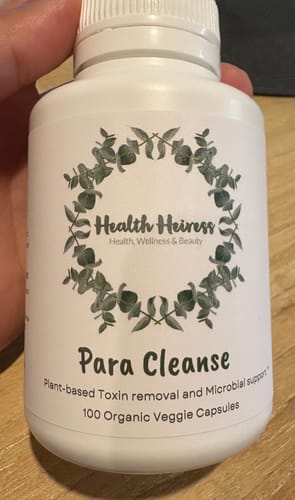 Health Heiress
Health, Wellness & Beauty
Para Cleanse
Plant-based Toxin removal and Microbial support*
100 Organic Veggie Capsules